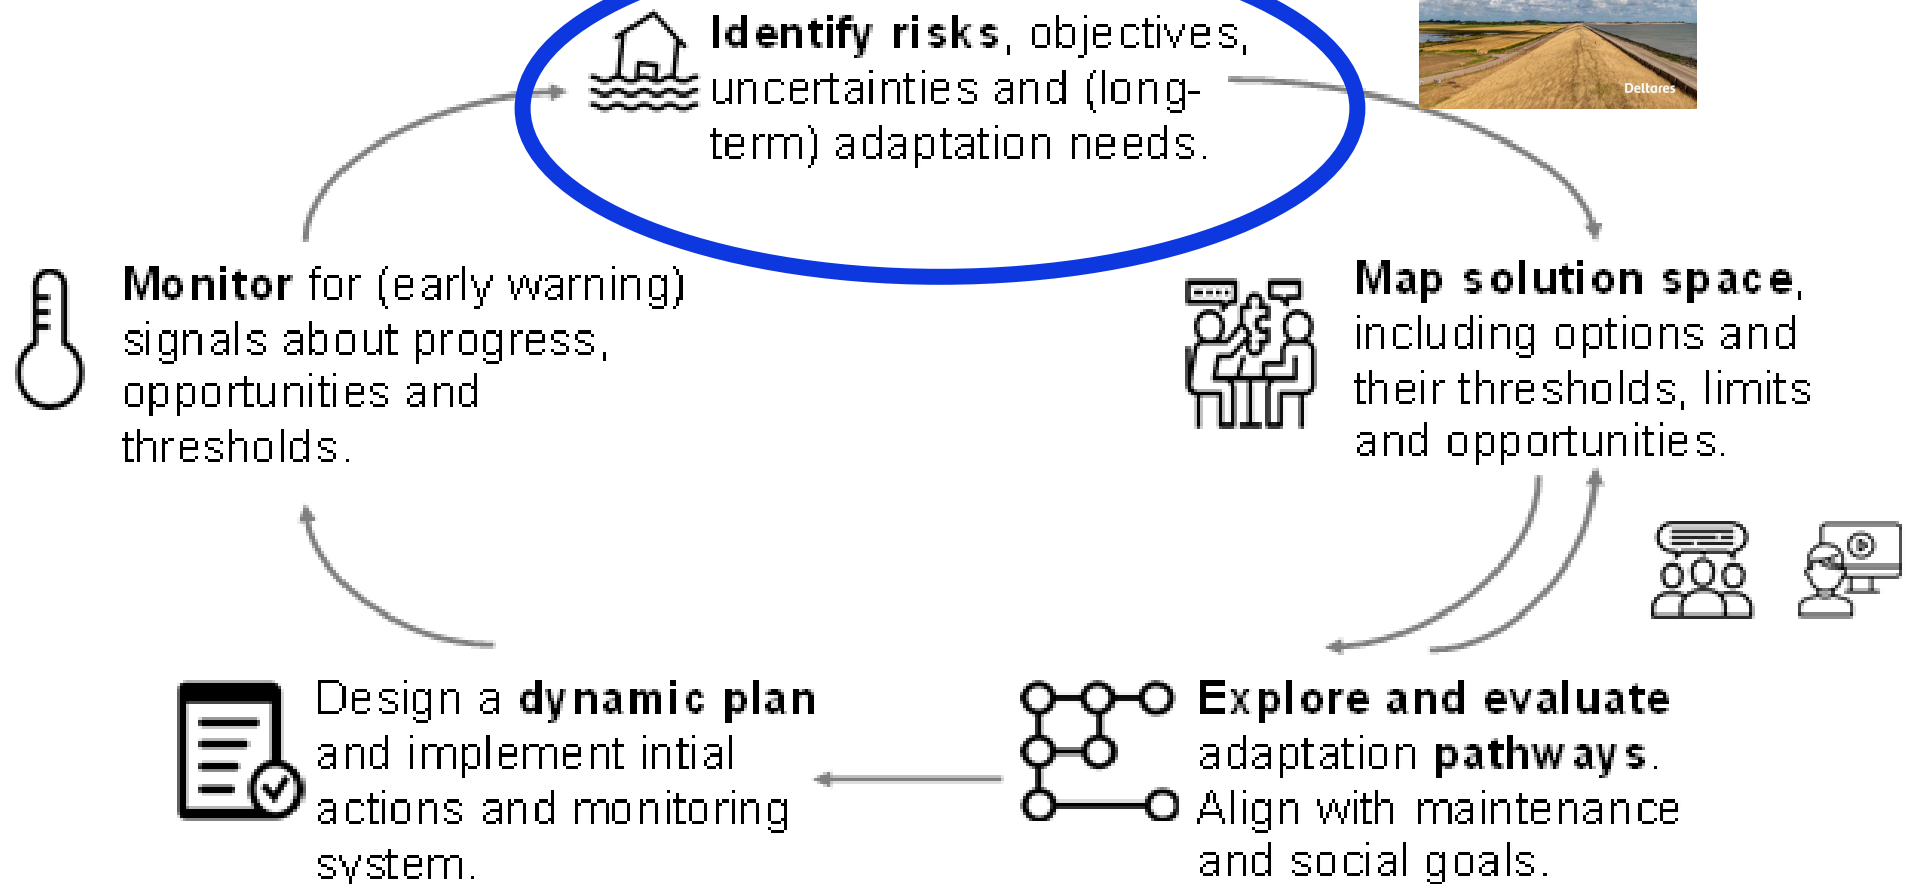 Identify risks, objectives,
uncertainties and (long-
term) adaptation needs.
Deltares
Monitor for (early warning)
signals about progress,
opportunities and
thresholds.
Map solution space,
including options and
their thresholds, limits
and opportunities.
Design a dynamic plan
and implement intial
actions and monitoring
system.
Explore and evaluate
adaptation pathways.
Align with maintenance
and social goals.